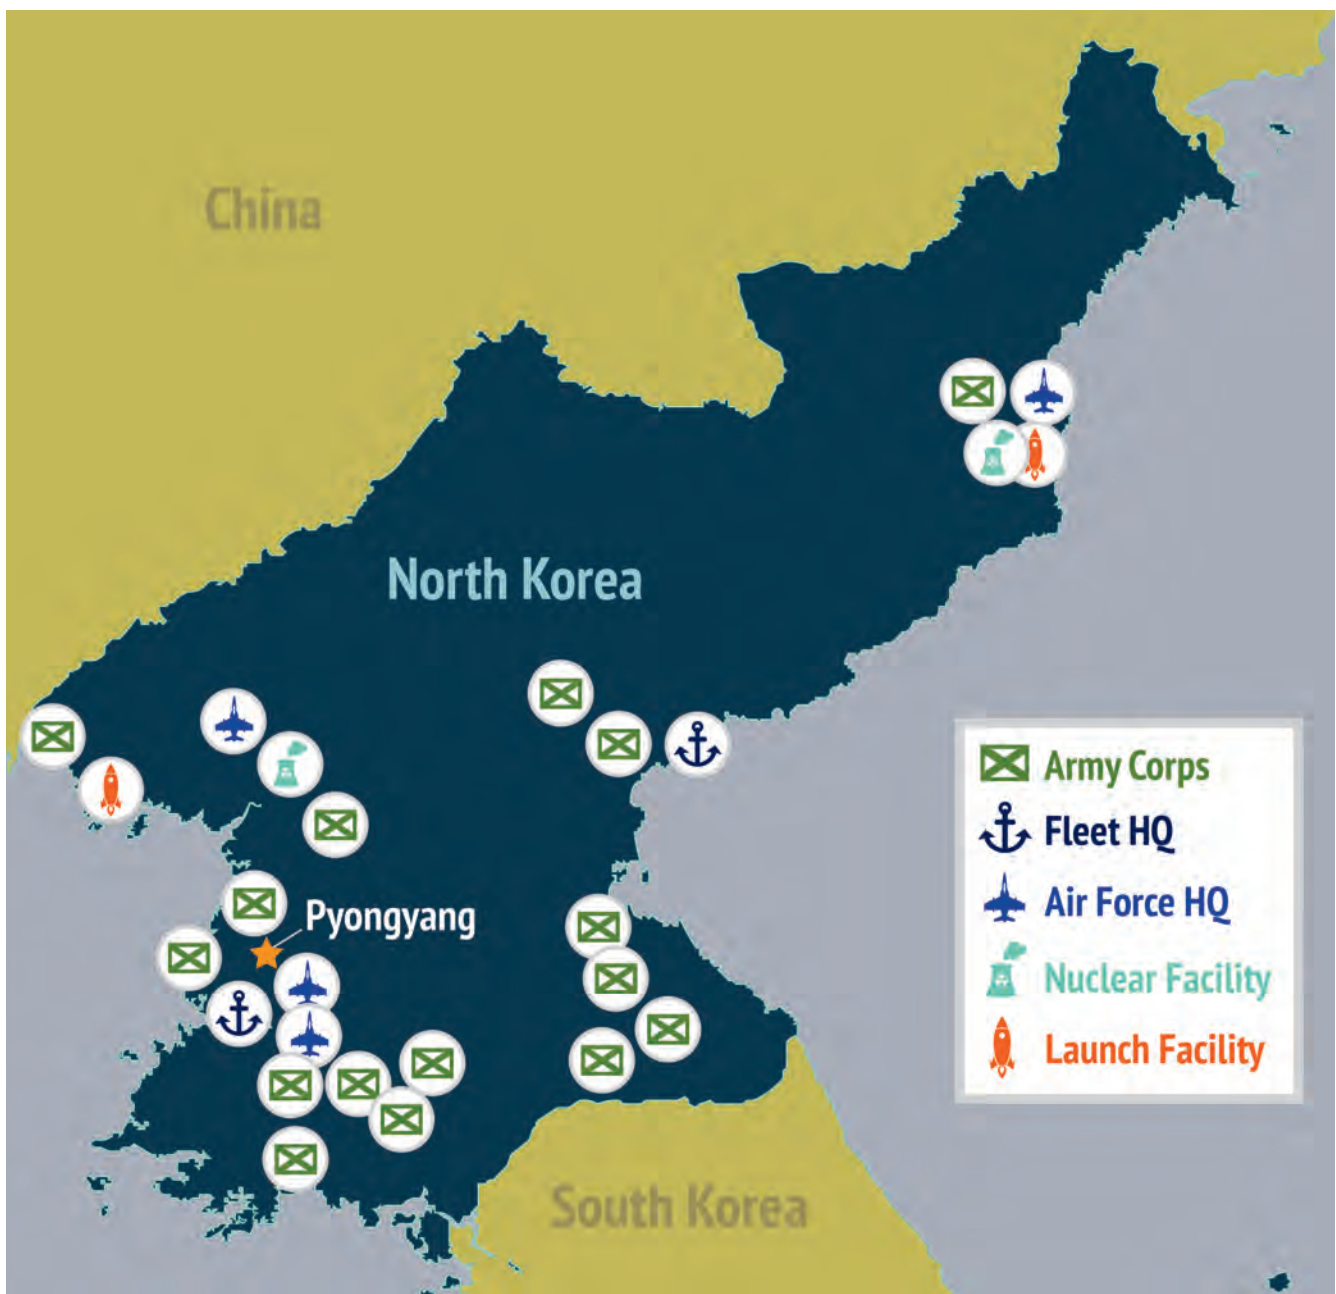 China
North Korea
Pyongyang
South Korea
Army Corps
Fleet HQ
Air Force HQ
Nuclear Facility
Launch Facility